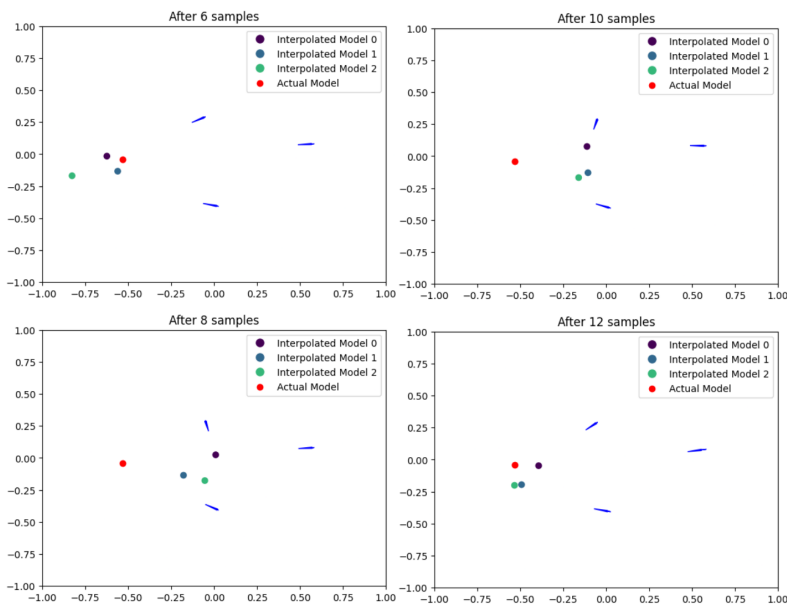 After 6 samples
1.00
0.75
0.50
0.25
0.00
−0.25
−0.50
−0.75
−1.00
−1.00 −0.75 −0.50 −0.25 0.00 0.25 0.50 0.75 1.00
Interpolated Model 0
Interpolated Model 1
Interpolated Model 2
Actual Model
After 10 samples
1.00
0.75
0.50
0.25
0.00
−0.25
−0.50
−0.75
−1.00
−1.00 −0.75 −0.50 −0.25 0.00 0.25 0.50 0.75 1.00
Interpolated Model 0
Interpolated Model 1
Interpolated Model 2
Actual Model
After 8 samples
1.00
0.75
0.50
0.25
0.00
−0.25
−0.50
−0.75
−1.00
−1.00 −0.75 −0.50 −0.25 0.00 0.25 0.50 0.75 1.00
Interpolated Model 0
Interpolated Model 1
Interpolated Model 2
Actual Model
After 12 samples
1.00
0.75
0.50
0.25
0.00
−0.25
−0.50
−0.75
−1.00
−1.00 −0.75 −0.50 −0.25 0.00 0.25 0.50 0.75 1.00
Interpolated Model 0
Interpolated Model 1
Interpolated Model 2
Actual Model